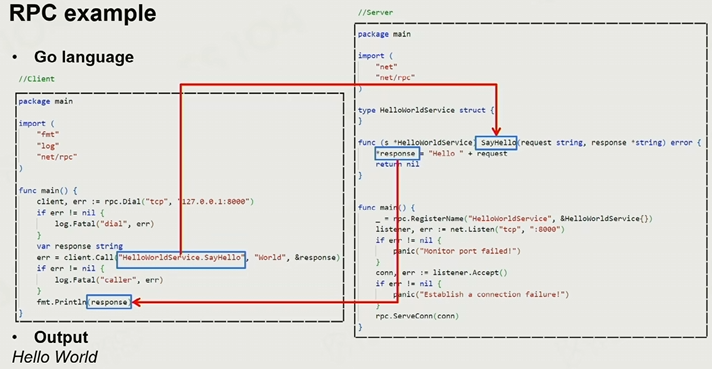 RPC example
• Go language
//Client
package main
import (
"fmt"
"log"
"net/rpc"
)
func main() {
client, err := rpc.Dial("tcp", "127.0.0.1:8000")
if err != nil {
log.Fatal("dial", err)
}
var response string
err = client.Call("HelloWorldService.SayHello", "World", &response)
if err != nil {
log.Fatal("caller", err)
}
fmt.Println(response)
}
• Output
Hello World
//Server
package main
import (
"net"
"net/rpc"
)
type HelloWorldService struct {
}
func (s *HelloWorldService) SayHello(request string, response *string) error {
*response = "Hello " + request
return nil
}
func main() {
_ = rpc.RegisterName("HelloWorldService", &HelloWorldService{})
listener, err := net.Listen("tcp", ":8000")
if err != nil {
panic("Monitor port failed!")
}
conn, err := listener.Accept()
if err != nil {
panic("Establish a connection failure!")
}
rpc.ServeConn(conn)
}